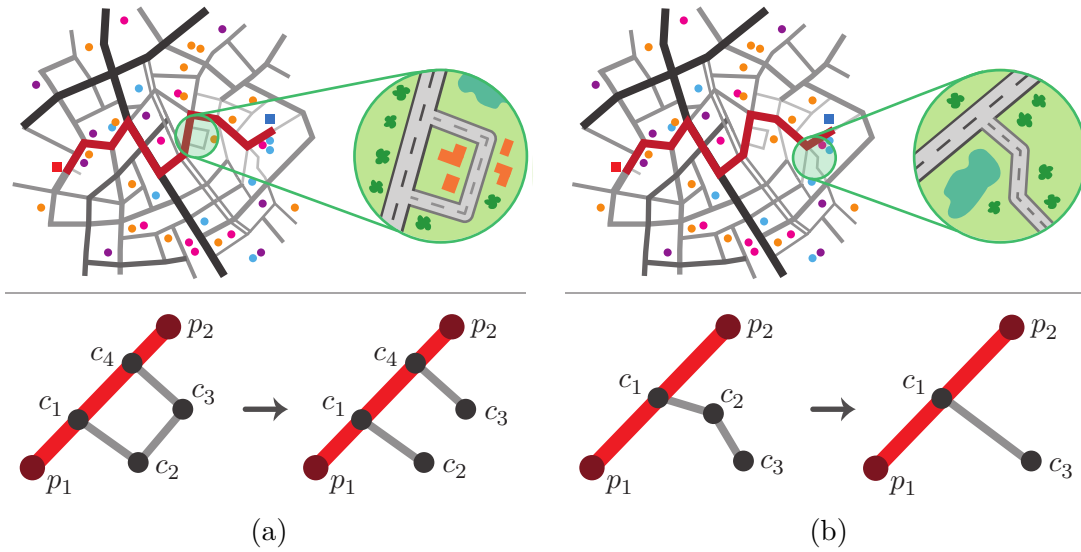 p₂ p₂ p₂ p₂
c₄ c₄
c₁ c₂ c₁
c₁ c₃ c₁ c₃
c₂ c₂ c₃ c₃
p₁ p₁ p₁ p₁
(a) (b)